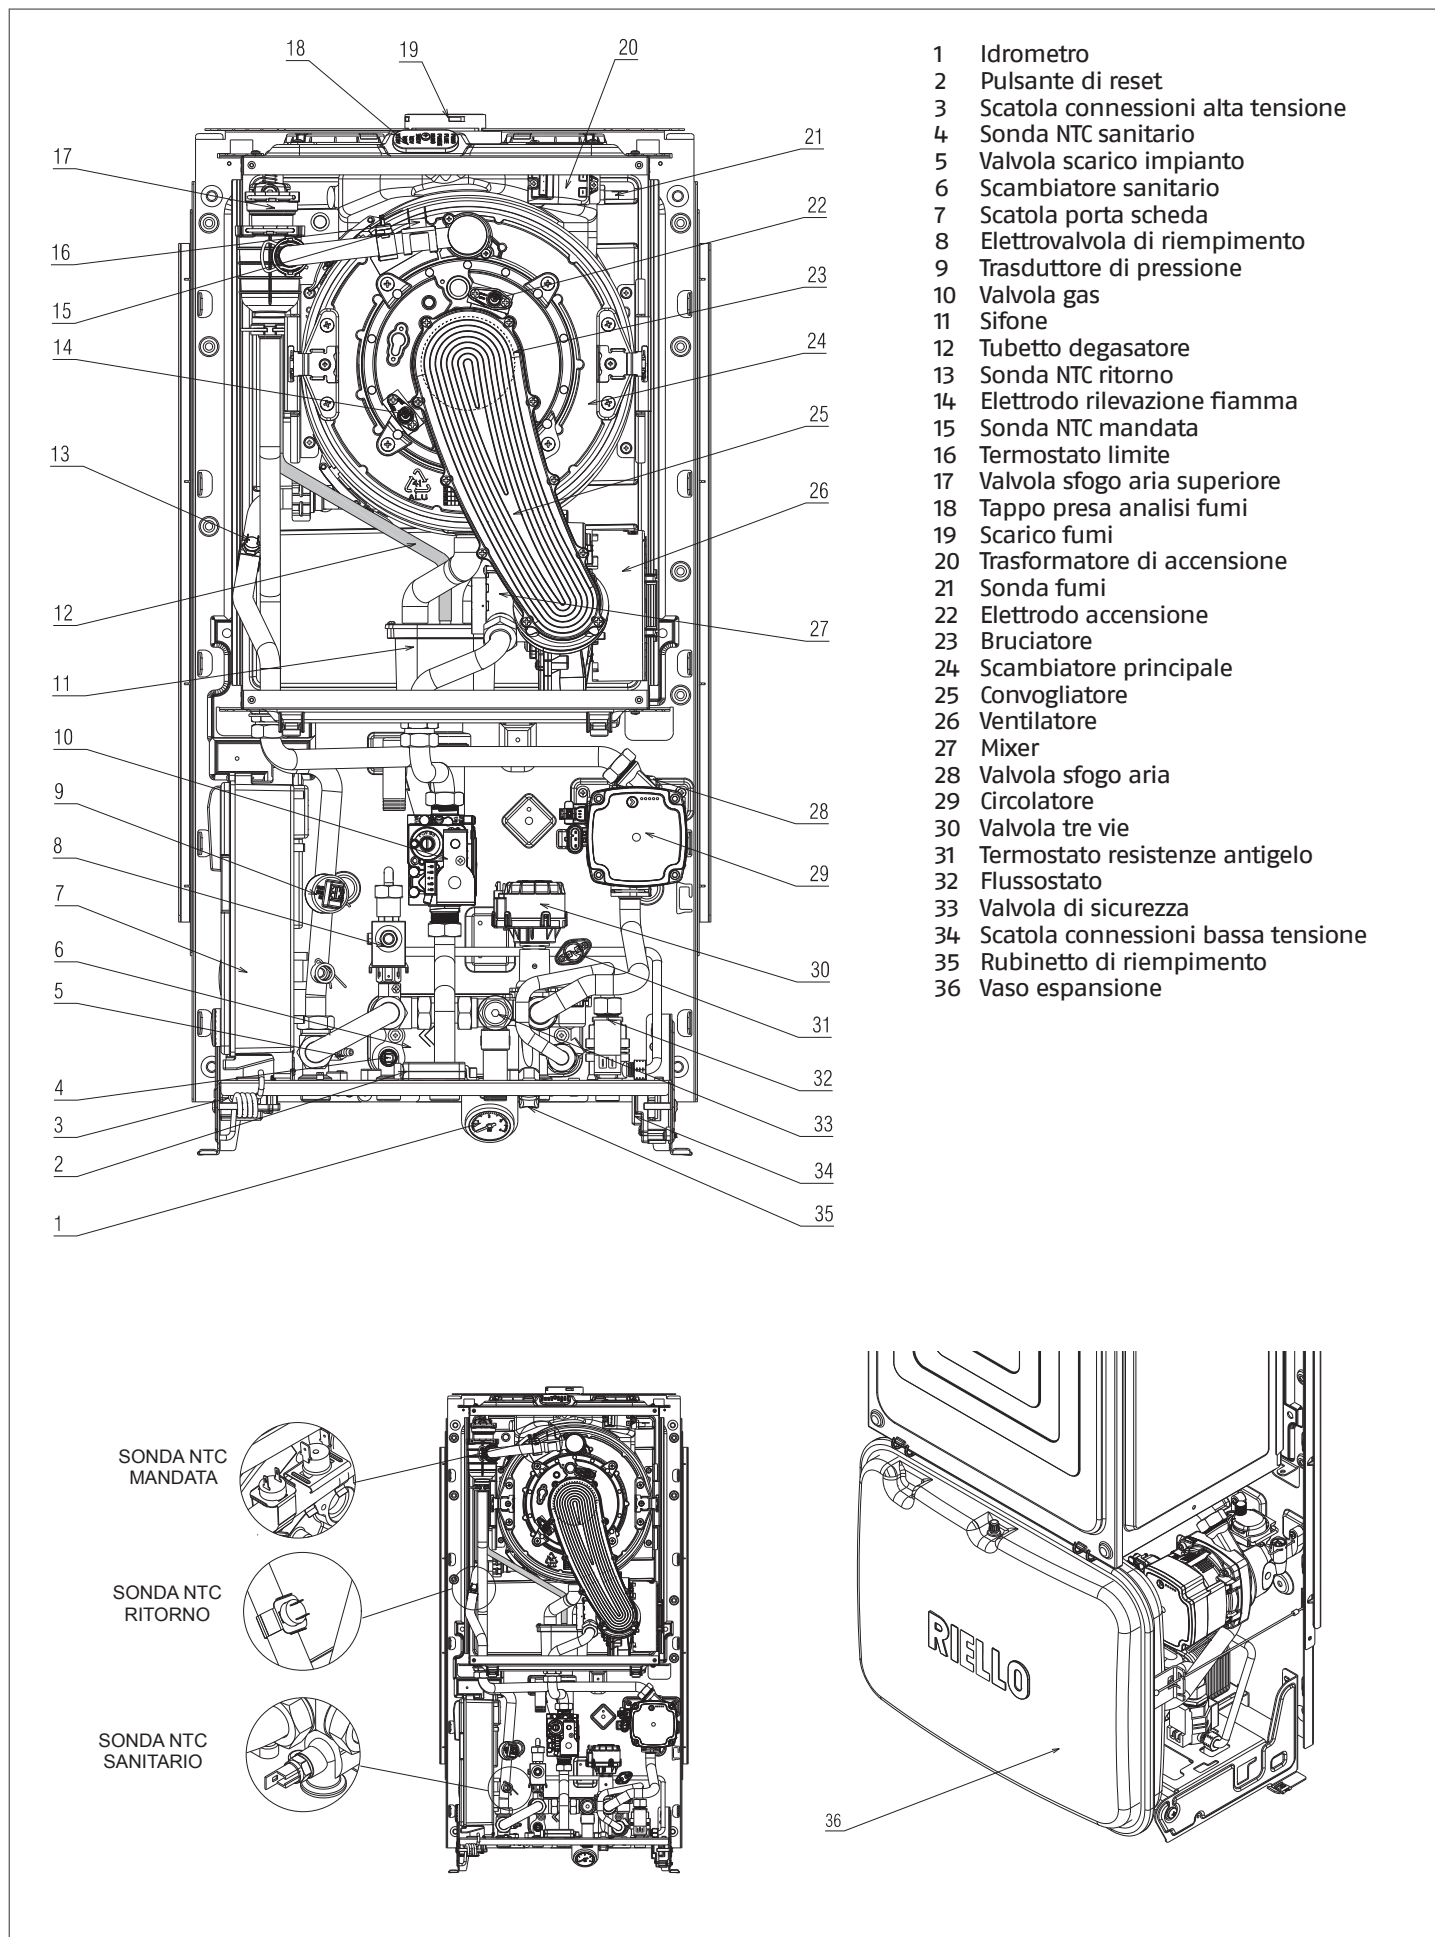 18
19
20
17
21
16
22
15
23
14
24
25
13
26
12
27
11
10
9
28
8
29
7
6
30
5
31
4
32
3
33
2
34
1
35
ALU
1 Idrometro
2 Pulsante di reset
3 Scatola connessioni alta tensione
4 Sonda NTC sanitario
5 Valvola scarico impianto
6 Scambiatore sanitario
7 Scatola porta scheda
8 Elettrovalvola di riempimento
9 Trasduttore di pressione
10 Valvola gas
11 Sifone
12 Tubetto degasatore
13 Sonda NTC ritorno
14 Elettrodo rilevazione fiamma
15 Sonda NTC mandata
16 Termostato limite
17 Valvola sfogo aria superiore
18 Tappo presa analisi fumi
19 Scarico fumi
20 Trasformatore di accensione
21 Sonda fumi
22 Elettrodo accensione
23 Bruciatore
24 Scambiatore principale
25 Convogliatore
26 Ventilatore
27 Mixer
28 Valvola sfogo aria
29 Circolatore
30 Valvola tre vie
31 Termostato resistenze antigelo
32 Flussostato
33 Valvola di sicurezza
34 Scatola connessioni bassa tensione
35 Rubinetto di riempimento
36 Vaso espansione
SONDA NTC
MANDATA
SONDA NTC
RITORNO
SONDA NTC
SANITARIO
RIELLO
36